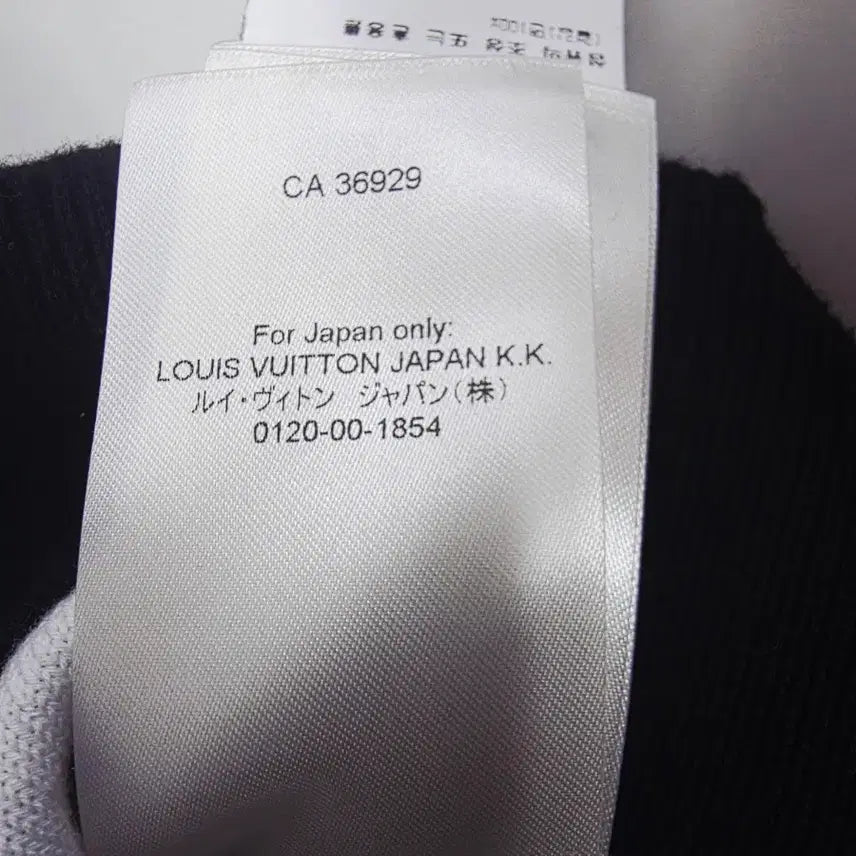 CA 36929
For Japan only:
LOUIS VUITTON JAPAN K.K.
ルイ・ヴィトン ジャパン(株)
0120-00-1854